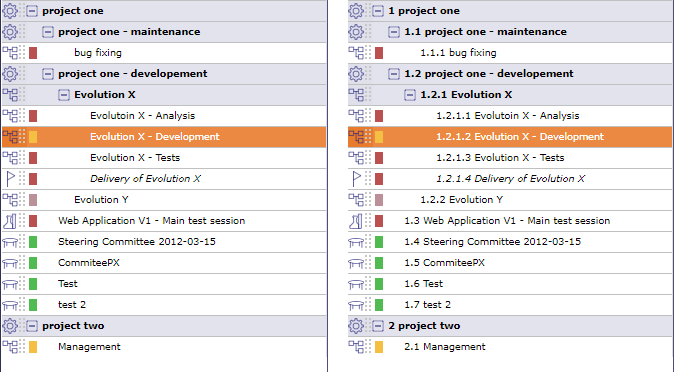 project one
project one - maintenance
bug fixing
project one - developement
Evolution X
Evolutoin X - Analysis
Evolution X - Development
Evolution X - Tests
Delivery of Evolution X
Evolution Y
Web Application V1 - Main test session
Steering Committee 2012-03-15
CommiteePX
Test
test 2
project two
Management
1 project one
1.1 project one - maintenance
1.1.1 bug fixing
1.2 project one - developement
1.2.1 Evolution X
1.2.1.1 Evolutoin X - Analysis
1.2.1.2 Evolution X - Development
1.2.1.3 Evolution X - Tests
1.2.1.4 Delivery of Evolution X
1.2.2 Evolution Y
1.3 Web Application V1 - Main test session
1.4 Steering Committee 2012-03-15
1.5 CommiteePX
1.6 Test
1.7 test 2
2 project two
2.1 Management